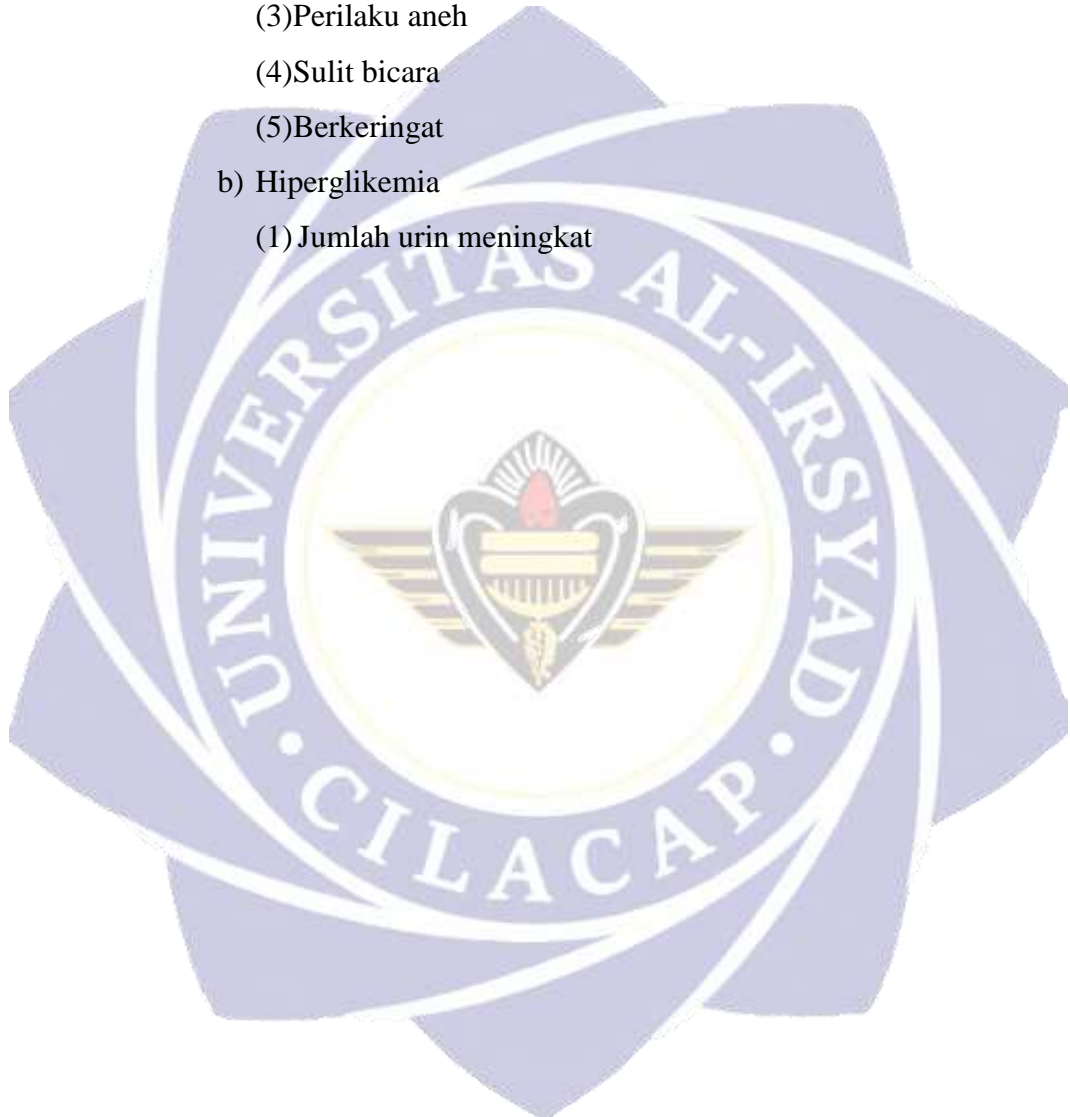 (3)Perilaku aneh
(4)Sulit bicara
(5)Berkeringat
b) Hiperglikemia
(1) Jumlah urin meningkat
UNIVERSITAS AL-IRSYAD
• CILACAP •